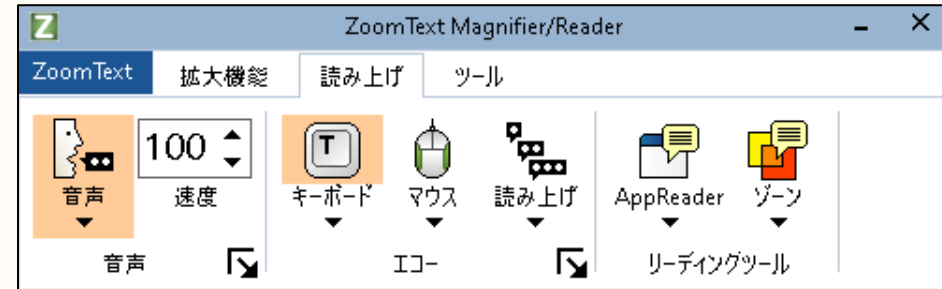 Z ZoomText Magnifier/Reader
ZoomText 拡大機能 読み上げ ツール
100 T
音声 速度 キーボード マウス 読み上げ AppReader ゾーン
音声 エコー リーディングツール